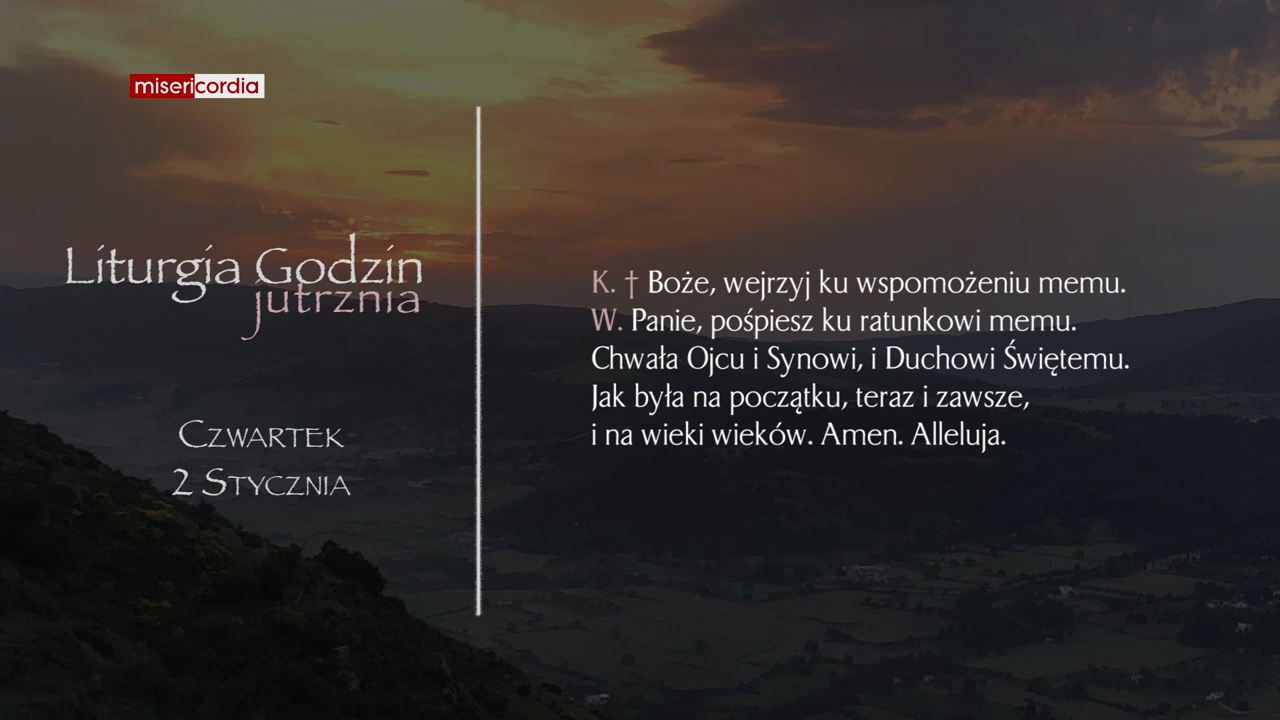 misericordia
Liturgia Godzin
jutrznia
Czwartek
2 Stycznia
K. † Boże, wejrzyj ku wspomożeniu memu.
W. Panie, pośpiesz ku ratunkowi memu.
Chwała Ojcu i Synowi, i Duchowi Świętemu.
Jak była na początku, teraz i zawsze,
i na wieki wieków. Amen. Alleluja.